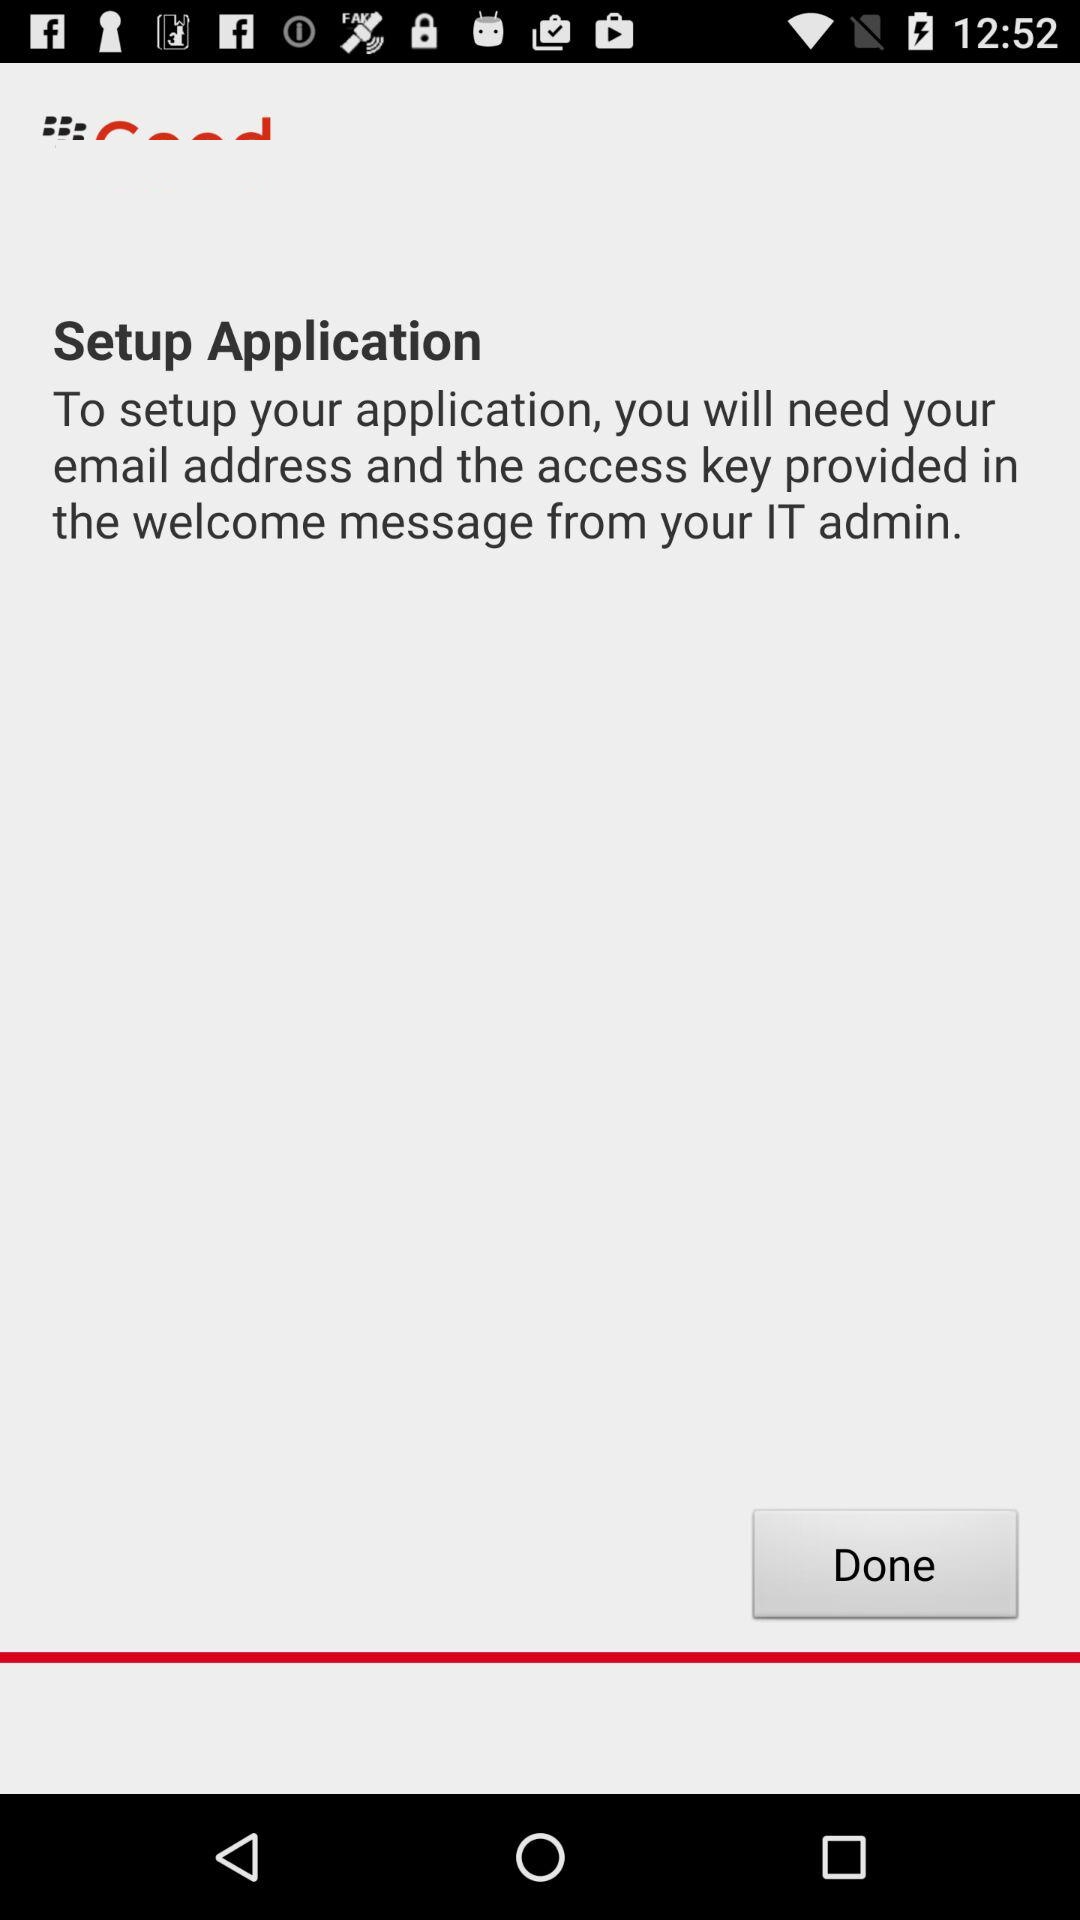 12:52
Setup Application
To setup your application, you will need your
email address and the access key provided in
the welcome message from your IT admin.
Done